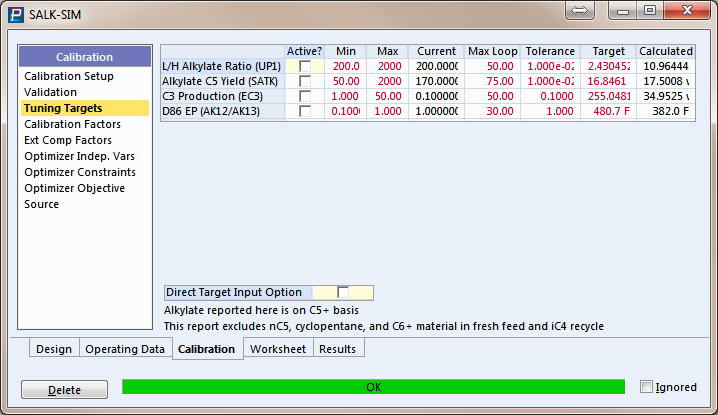 SALK-SIM
Calibration
Calibration Setup
Validation
Tuning Targets
Calibration Factors
Ext Comp Factors
Optimizer Indep. Vars
Optimizer Constraints
Optimizer Objective
Source
Active? Min Max Current Max Loop Tolerance Target Calculated
L/H Alkylate Ratio (UP1) 200.0 2000 200.0000 50.00 1.000e-02 2.430452 10.96444
Alkylate C5 Yield (SATK) 50.00 2000 170.0000 75.00 1.000e-02 16.8461 17.5008 v
C3 Production (EC3) 1.000 50.00 0.100000 50.00 0.1000 255.0481 34.9525 v
D86 EP (AK12/AK13) 0.1000 1.000 1.000000 30.00 1.000 480.7 F 382.0 F
Direct Target Input Option
Alkylate reported here is on C5+ basis
This report excludes nC5, cyclopentane, and C6+ material in fresh feed and iC4 recycle
Design Operating Data Calibration Worksheet Results
Delete OK Ignored